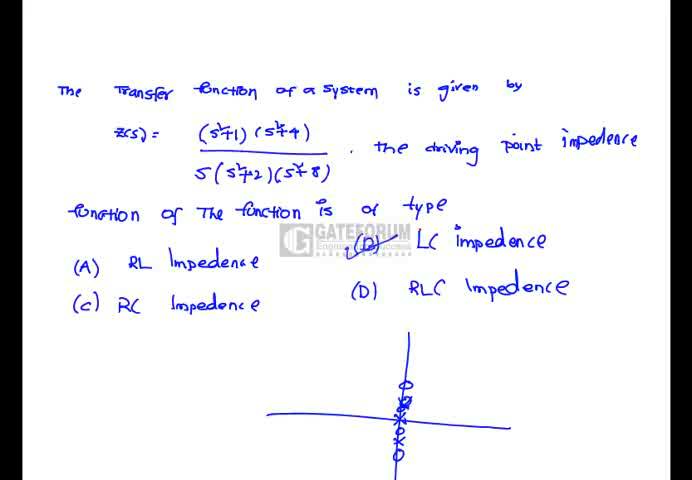 The Transfer function of a system is given by
Z(s) = (s²+1) (s²+4) / s (s²+2) (s²+8) . The driving point impedence
function of The function is of type
(A) RL Impedence (B) LC impedence
GATEFORUM
(C) RC Impedence (D) RLC Impedence